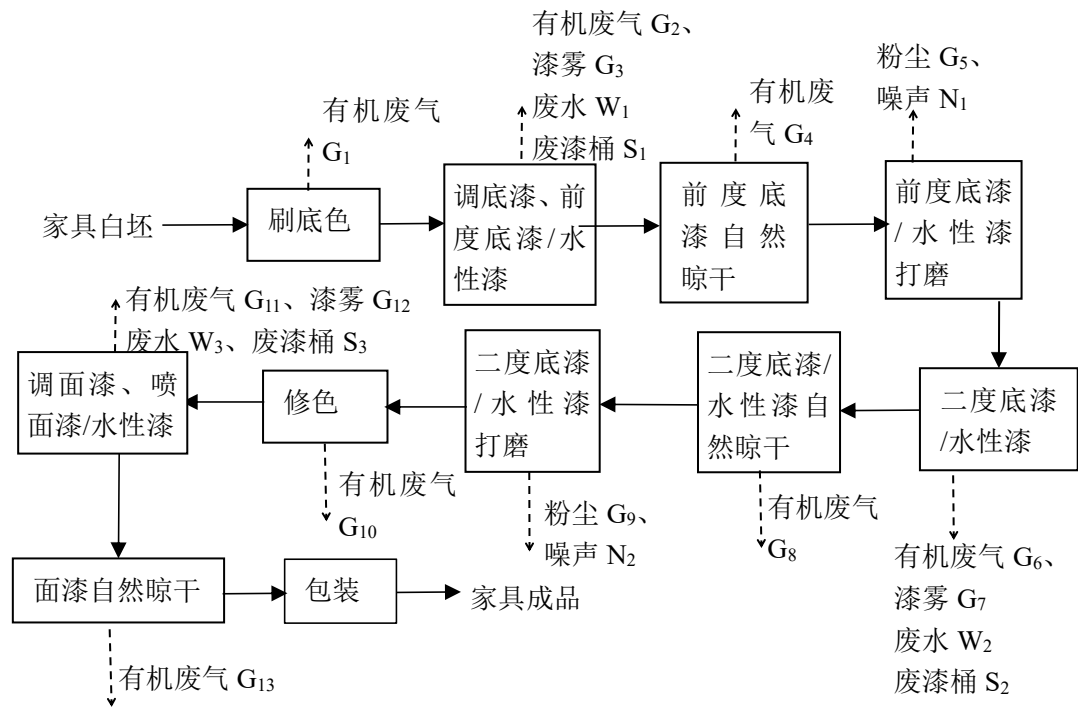 有机废气 G2、
漆雾 G3
废水 W1
废漆桶 S1
粉尘 G5、
噪声 N1
有机废
气 G4
有机废气
G1
家具白坯
刷底色
调底漆、前
度底漆/水
性漆
前度底
漆自然
晾干
前度底漆
/水性漆
打磨
有机废气 G11、漆雾 G12
废水 W3、废漆桶 S3
调面漆、喷
面漆/水性漆
修色
二度底漆
/水性漆
打磨
二度底漆/
水性漆自
然晾干
二度底漆
/水性漆
有机废气
G10
粉尘 G9、
噪声 N2
有机废气
G8
有机废气 G6、
漆雾 G7
废水 W2
废漆桶 S2
面漆自然晾干
包装
家具成品
有机废气 G13